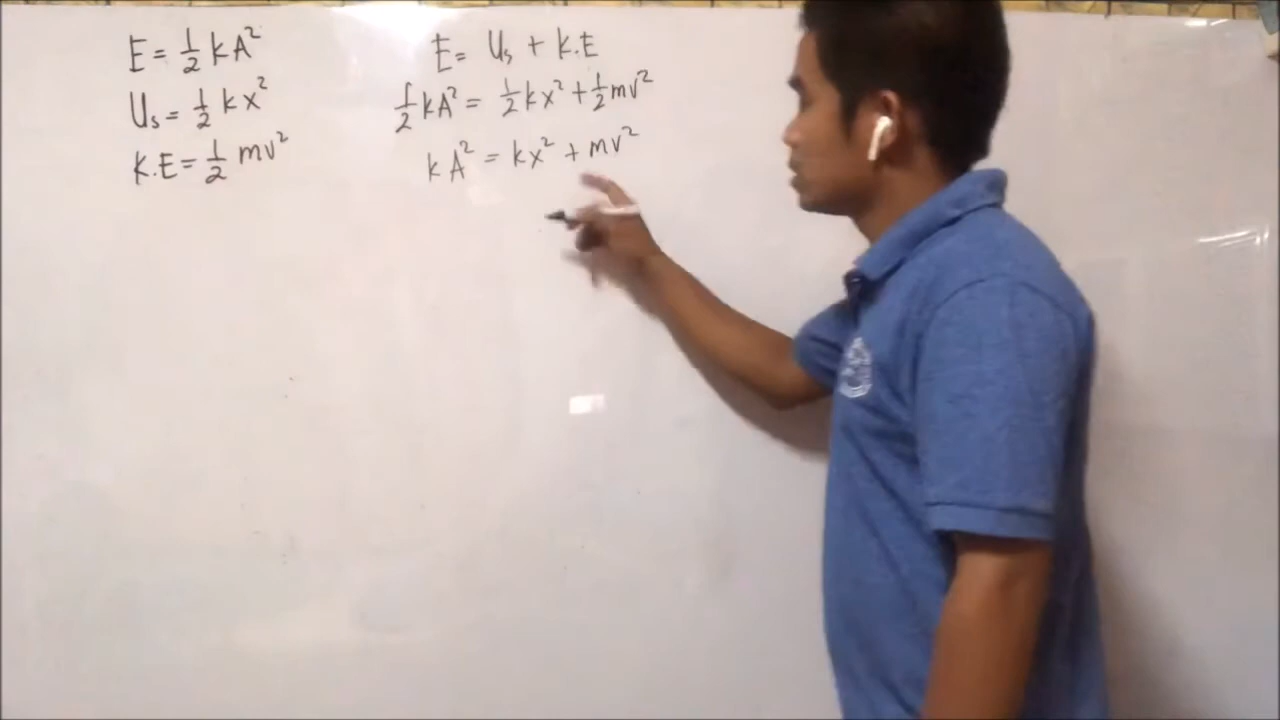 E = 1/2 kA²
Us = 1/2 kx²
K.E = 1/2 mv²
E = Us + K.E
1/2 kA² = 1/2 kx² + 1/2 mv²
kA² = kx² + mv²